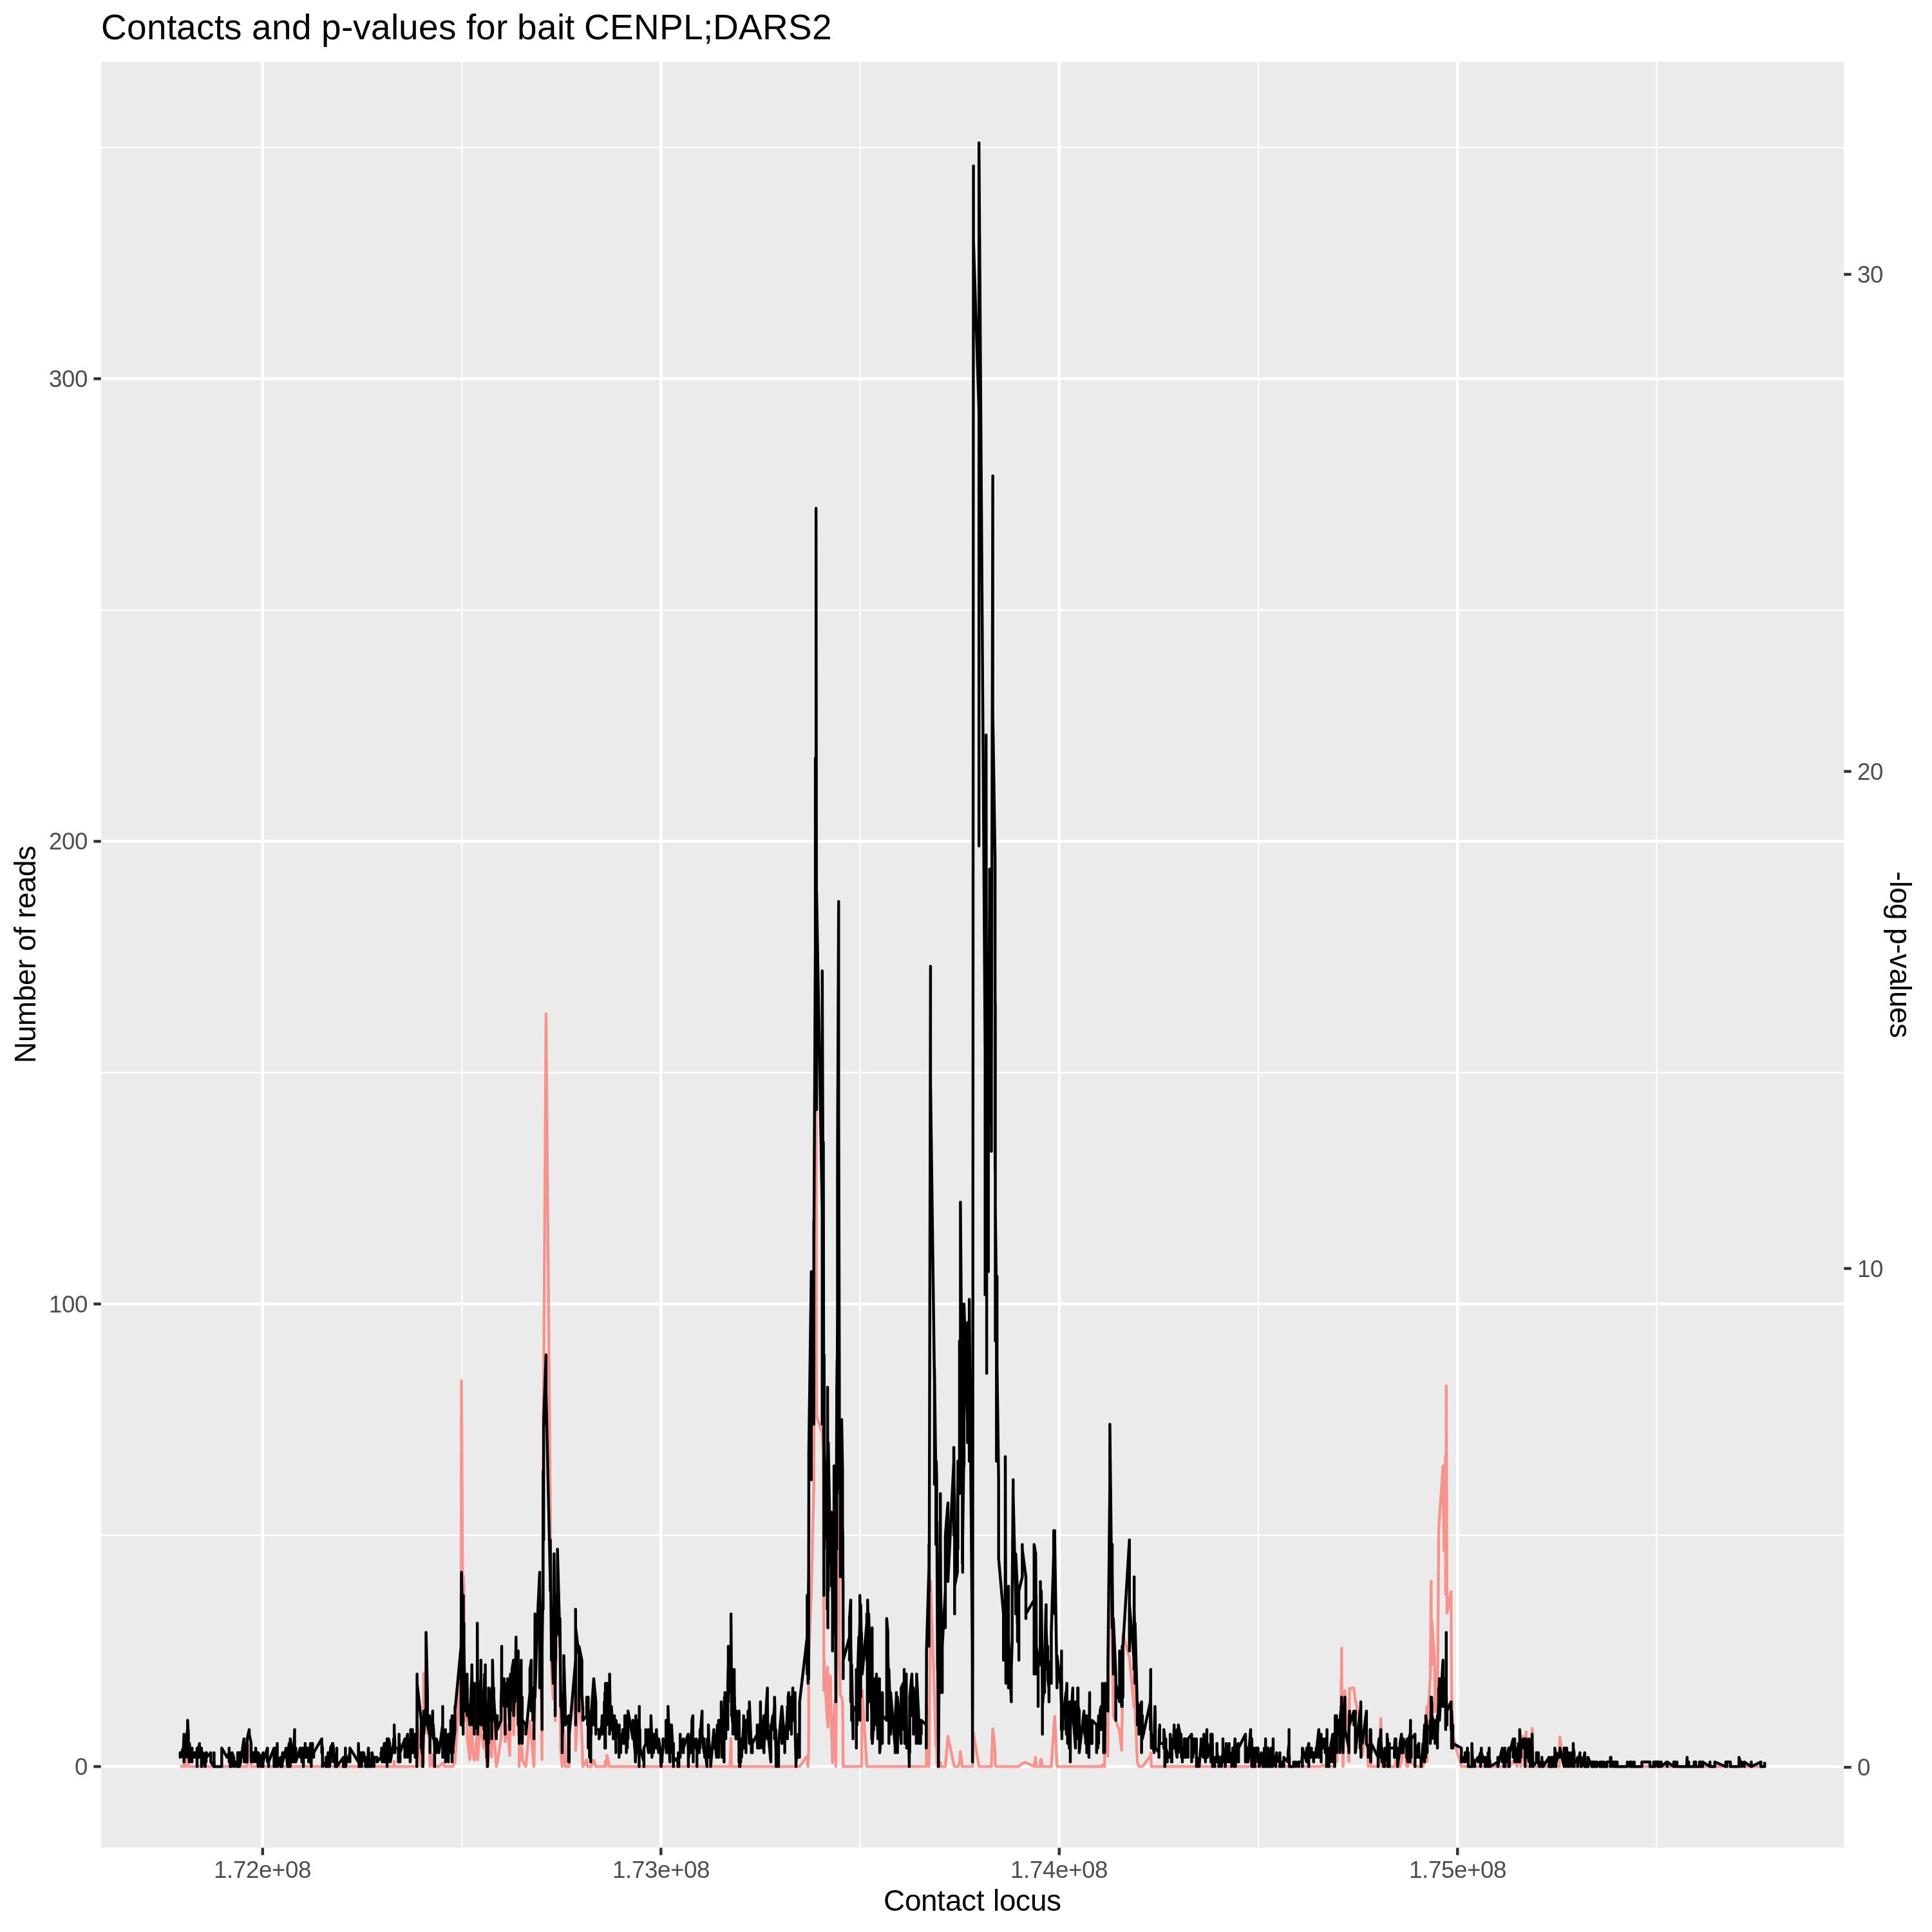 Contacts and p-values for bait CENPL;DARS2
Number of reads
300
200
100
0
30
20
10
0
-log p-values
1.72e+08
1.73e+08
1.74e+08
1.75e+08
Contact locus